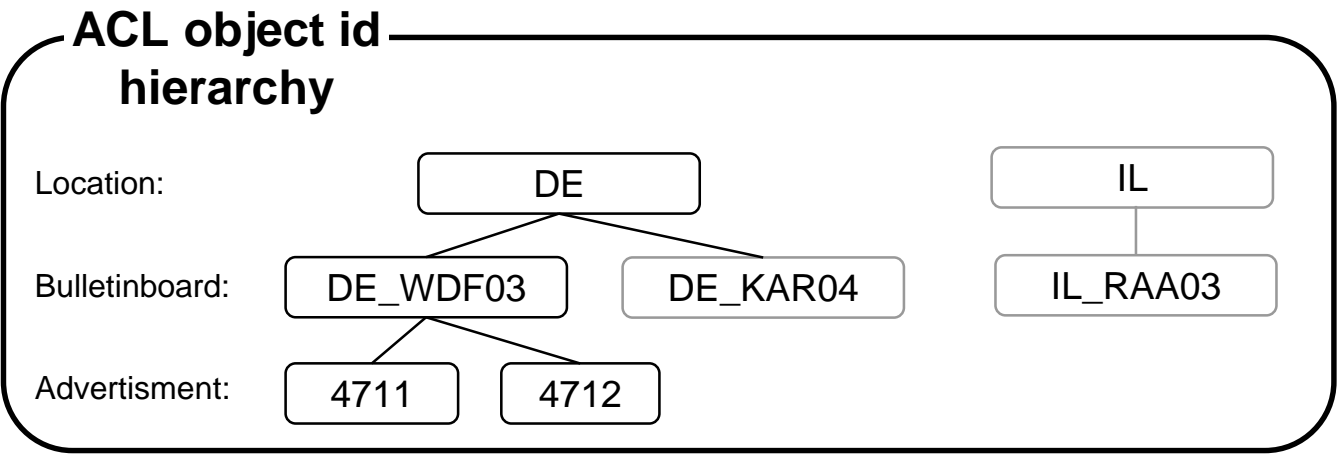 ACL object id
hierarchy
Location:
DE
IL
Bulletinboard:
DE_WDF03
DE_KAR04
IL_RAA03
Advertisment:
4711
4712